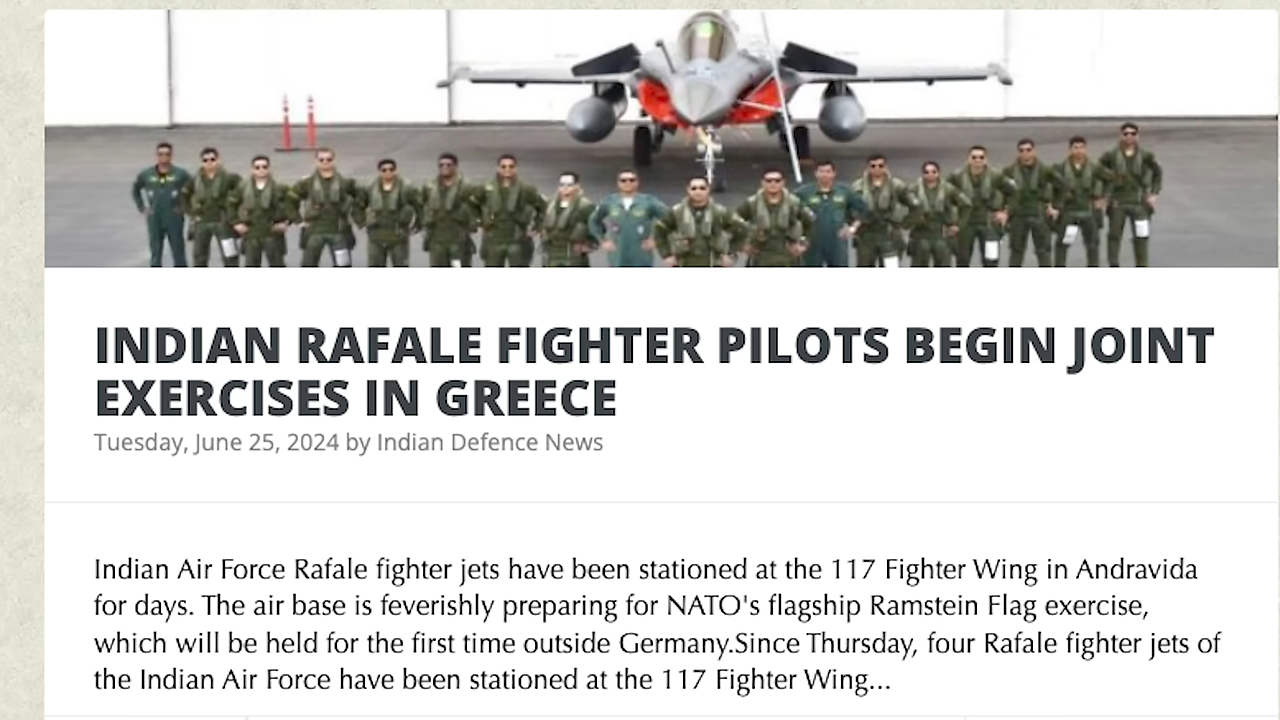 INDIAN RAFALE FIGHTER PILOTS BEGIN JOINT
EXERCISES IN GREECE
Tuesday, June 25, 2024 by Indian Defence News
Indian Air Force Rafale fighter jets have been stationed at the 117 Fighter Wing in Andravida
for days. The air base is feverishly preparing for NATO's flagship Ramstein Flag exercise,
which will be held for the first time outside Germany.Since Thursday, four Rafale fighter jets of
the Indian Air Force have been stationed at the 117 Fighter Wing...